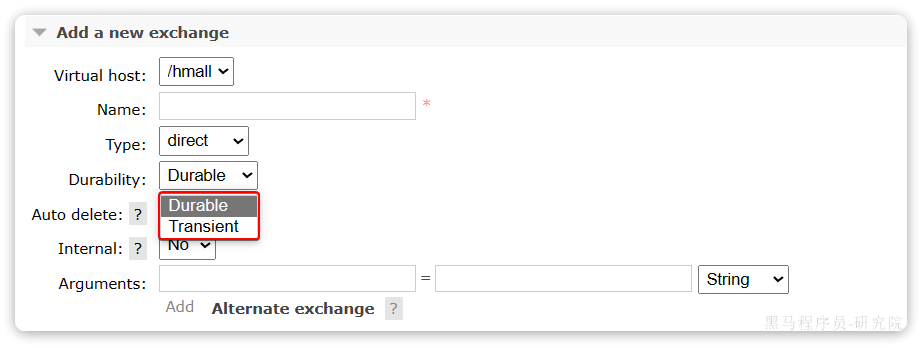 Add a new exchange
Virtual host: /hmall
Name: *
Type: direct
Durability: Durable
Durable
Auto delete: ?
Transient
Internal: ? No
Arguments: = String
Add Alternate exchange ?
黑马程序员-研究院